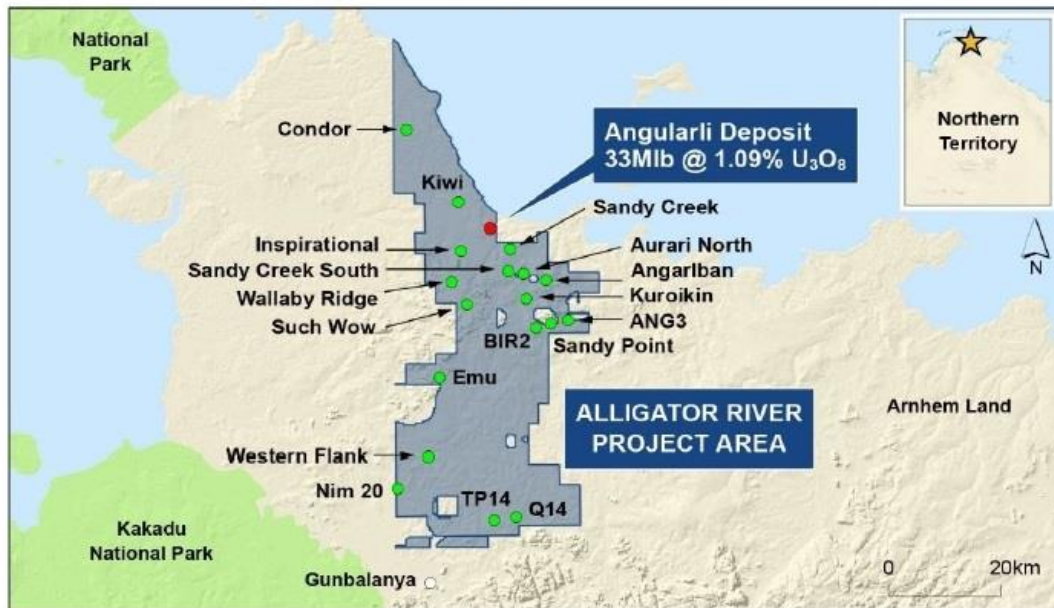 National
Park
Condor
Angularli Deposit
33Mlb @ 1.09% U₃O₈
Northern
Territory
Kiwi
Sandy Creek
Inspirational
Aurari North
Sandy Creek South
Angarlban
Wallaby Ridge
Kuroikin
Such Wow
ANG3
BIR2
Sandy Point
N
Emu
ALLIGATOR RIVER
PROJECT AREA
Arnhem Land
Western Flank
Nim 20
TP14
Q14
Kakadu
National Park
Gunbalanya
0
20km